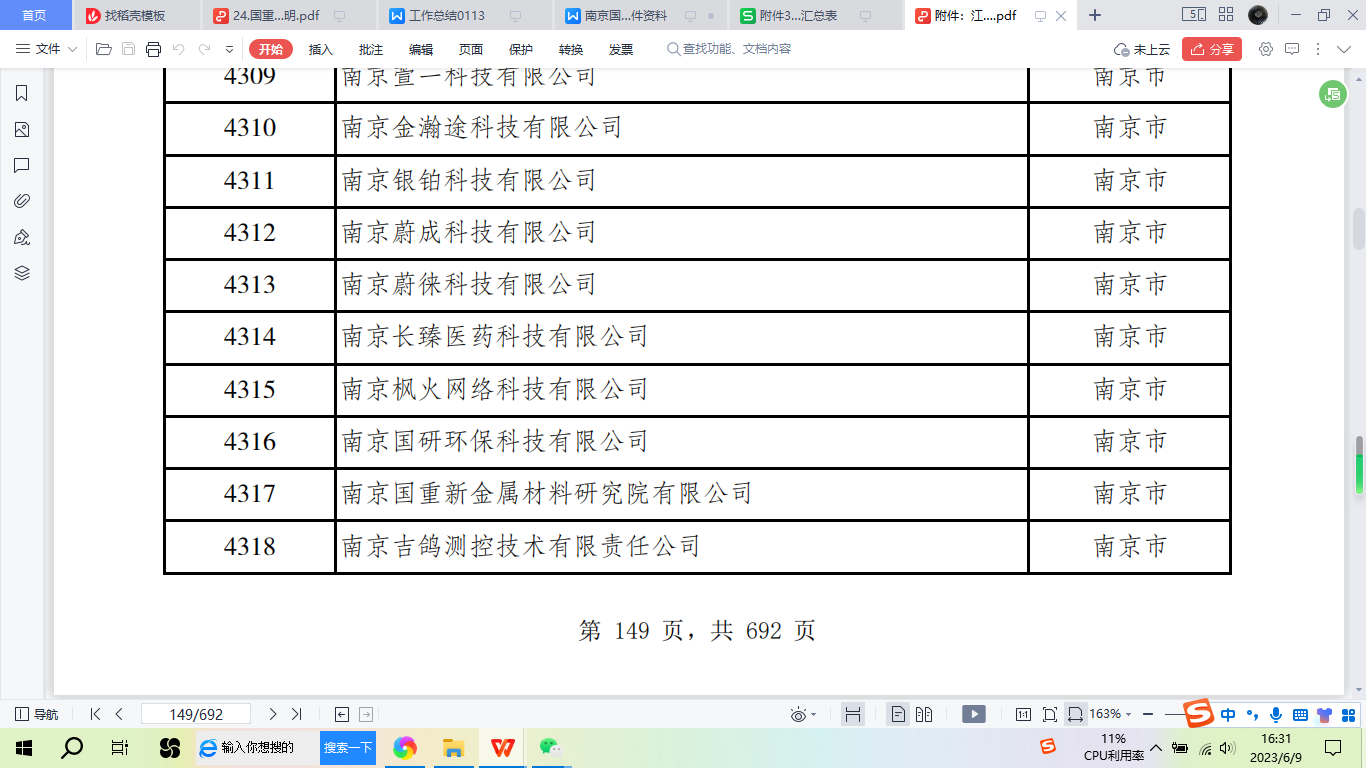 首页 找稻壳模板 24.国重...明.pdf 工作总结0113 南京国...件资料 附件3...汇总表 附件：江....pdf
文件 开始 插入 批注 编辑 页面 保护 转换 发票 查找功能、文档内容 未上云 分享
4309 南京萱一科技有限公司 南京市
4310 南京金瀚途科技有限公司 南京市
4311 南京银铂科技有限公司 南京市
4312 南京蔚成科技有限公司 南京市
4313 南京蔚徕科技有限公司 南京市
4314 南京长臻医药科技有限公司 南京市
4315 南京枫火网络科技有限公司 南京市
4316 南京国研环保科技有限公司 南京市
4317 南京国重新金属材料研究院有限公司 南京市
4318 南京吉鸽测控技术有限责任公司 南京市
第 149 页，共 692 页
导航 149/692 1:1 163% 中
输入你想搜的 搜索一下 11% CPU利用率 16:31 2023/6/9